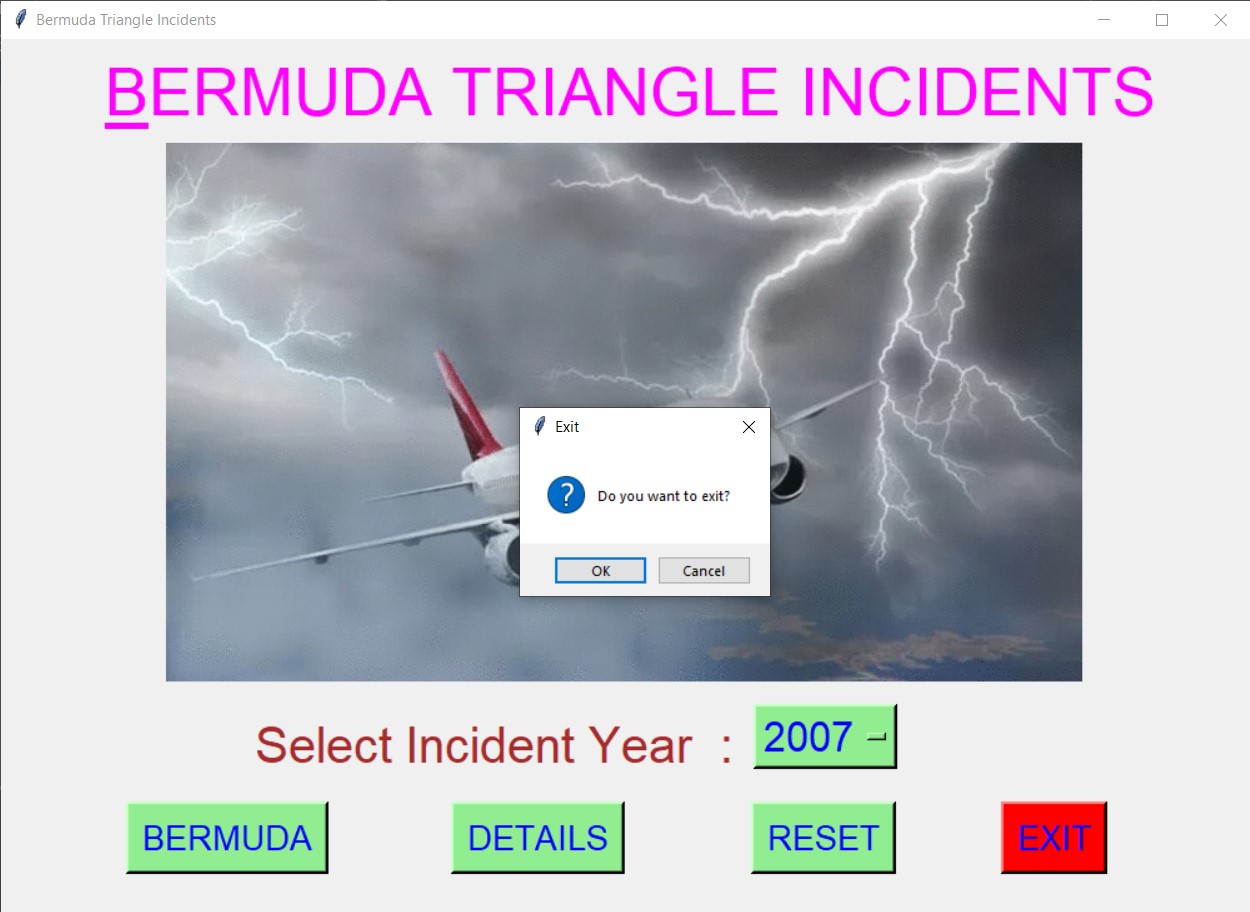 Bermuda Triangle Incidents
BERMUDA TRIANGLE INCIDENTS
Exit
? Do you want to exit?
OK Cancel
Select Incident Year : 2007
BERMUDA DETAILS RESET EXIT